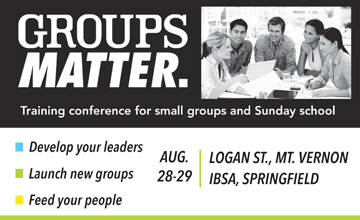 GROUPS
MATTER.
Training conference for small groups and Sunday school
Develop your leaders
Launch new groups
Feed your people
AUG.
28-29
LOGAN ST., MT. VERNON
IBSA, SPRINGFIELD